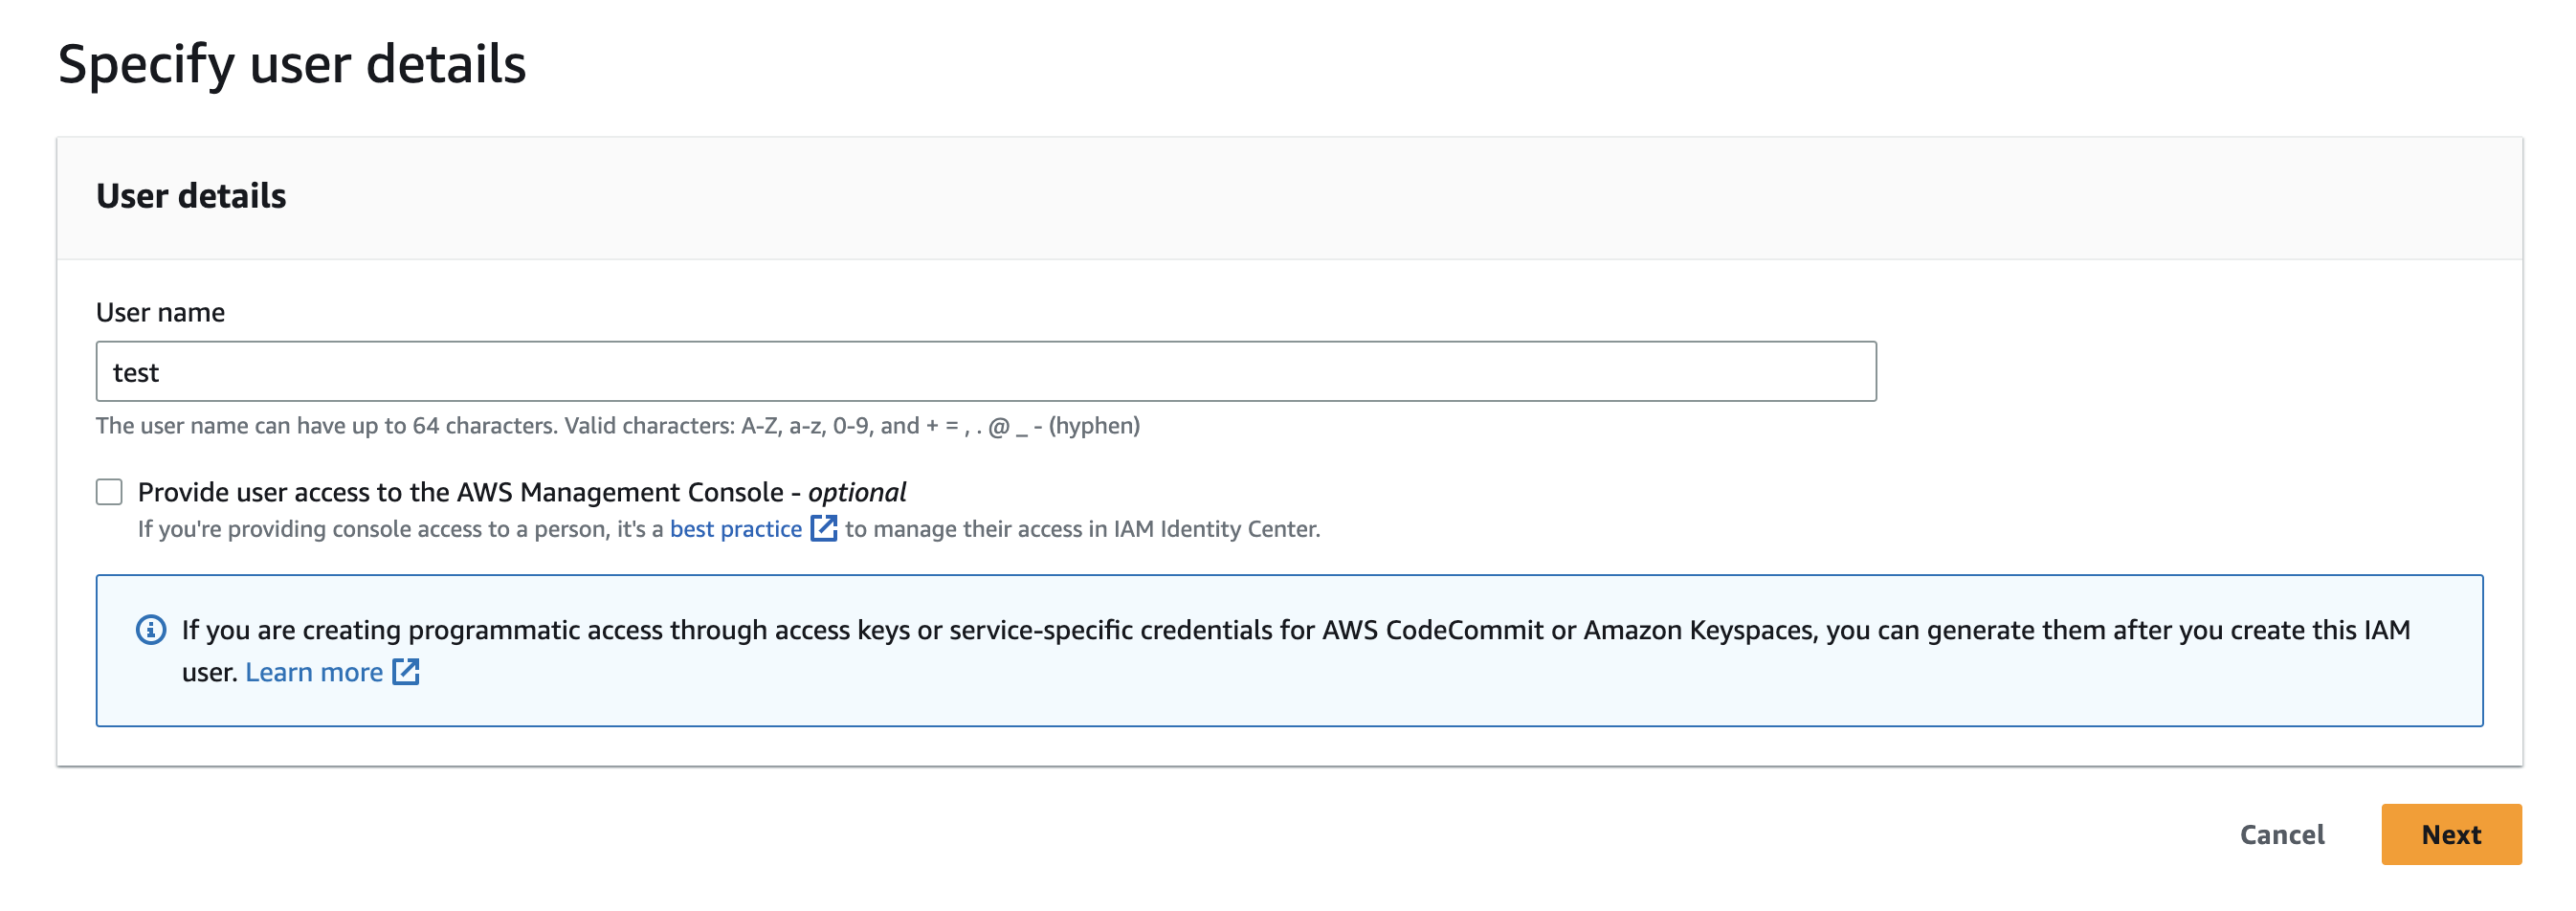 Specify user details
User details
User name
test
The user name can have up to 64 characters. Valid characters: A-Z, a-z, 0-9, and + = , . @ _ - (hyphen)
Provide user access to the AWS Management Console - optional
If you're providing console access to a person, it's a best practice to manage their access in IAM Identity Center.
If you are creating programmatic access through access keys or service-specific credentials for AWS CodeCommit or Amazon Keyspaces, you can generate them after you create this IAM
user. Learn more
Cancel Next